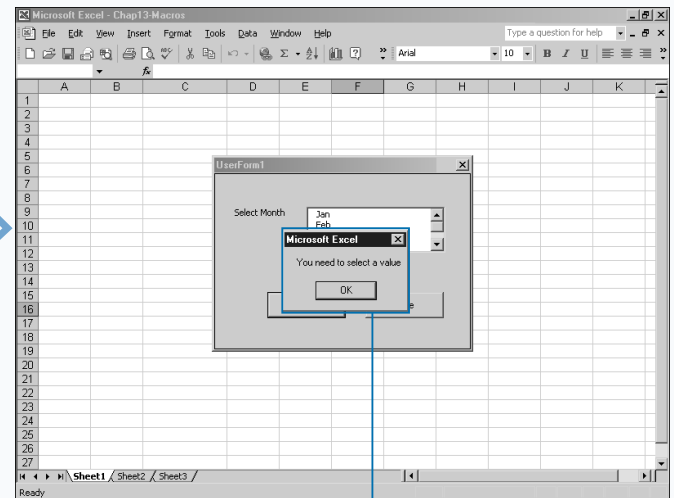 Microsoft Excel - Chap13-Macros
File Edit View Insert Format Tools Data Window Help Type a question for help
Arial 10 B I U
fx
A B C D E F G H I J K
1
2
3
4
5
6
7
8
9
10
11
12
13
14
15
16
17
18
19
20
21
22
23
24
25
26
27
UserForm1
Select Month
Jan
Feb
Microsoft Excel
You need to select a value
OK
e
Sheet1 Sheet2 Sheet3
Ready